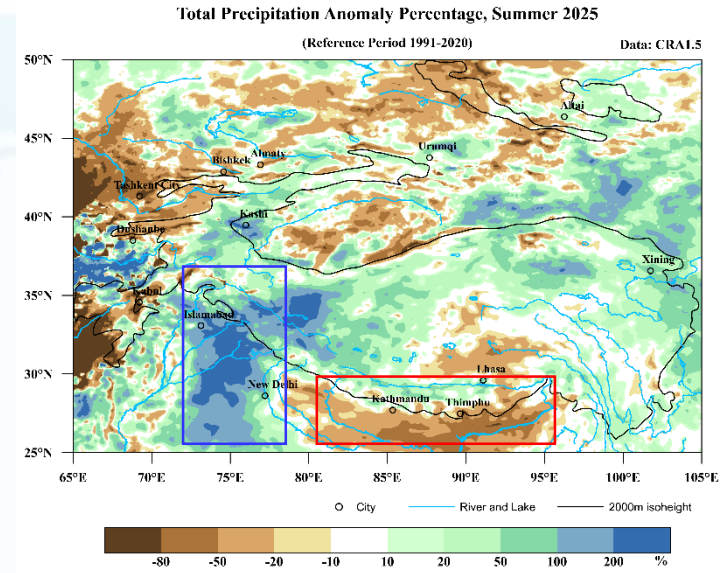 Total Precipitation Anomaly Percentage, Summer 2025
(Reference Period 1991-2020)
Data: CRA1.5
50°N
Altai
45°N
Urumqi
Almaty
Bishkek
Tashkent City
40°N
Kashi
Dushanbe
Xining
35°N
Kabul
Islamabad
30°N
Lhasa
New Delhi
Kathmandu
Thimphu
25°N
65°E 70°E 75°E 80°E 85°E 90°E 95°E 100°E 105°E
City River and Lake 2000m isoheight
-80 -50 -20 -10 10 20 50 100 200 %